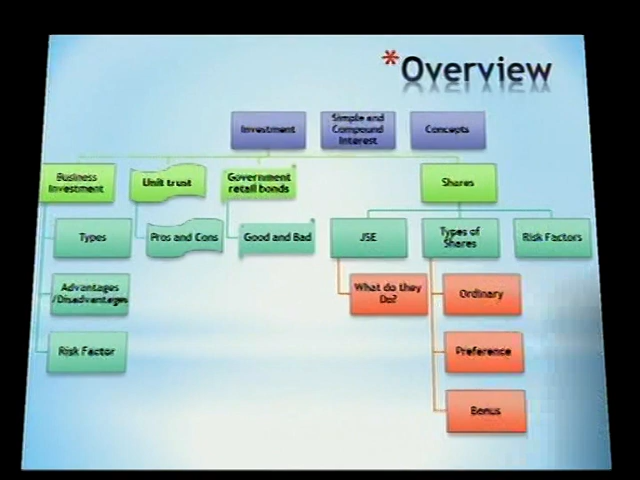 *Overview
Investment
Simple and
Compound
Interest
Concepts
Business
Investment
Unit trust
Government
retail bonds
Shares
Types
Pros and Cons
Good and Bad
JSE
Types of
Shares
Risk Factors
Advantages
/Disadvantages
What do they
Do?
Ordinary
Risk Factor
Preference
Bonus